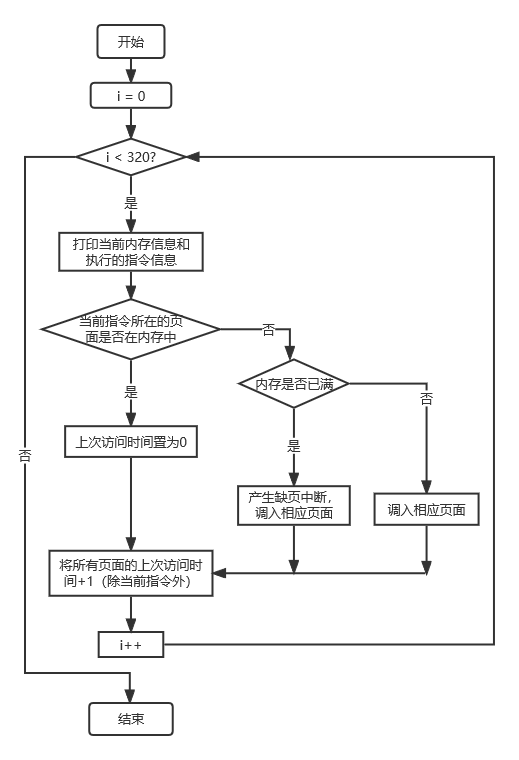 开始
i = 0
i < 320?
是
打印当前内存信息和
执行的指令信息
当前指令所在的页
面是否在内存中
否
内存是否已满
是
否
上次访问时间置为0
是
否
产生缺页中断，
调入相应页面
调入相应页面
将所有页面的上次访问时
间+1（除当前指令外）
i++
结束